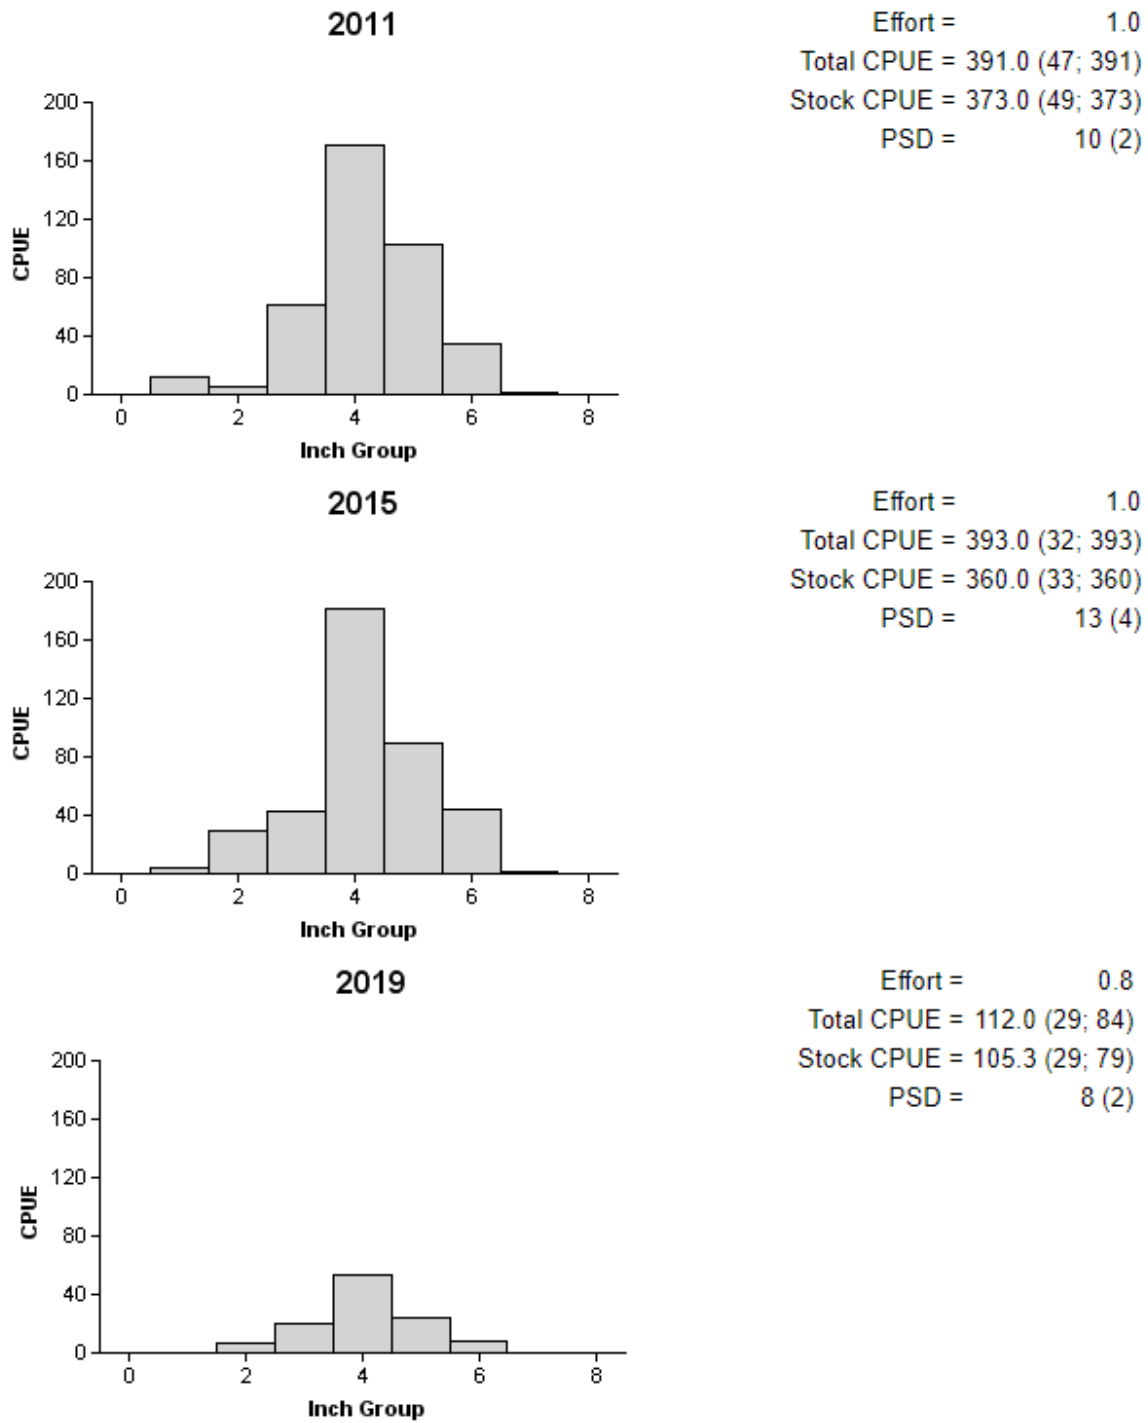 2011
Effort = 1.0
Total CPUE = 391.0 (47; 391)
Stock CPUE = 373.0 (49; 373)
PSD = 10 (2)
200
160
120
80
40
0
CPUE
0 2 4 6 8
Inch Group
2015
Effort = 1.0
Total CPUE = 393.0 (32; 393)
Stock CPUE = 360.0 (33; 360)
PSD = 13 (4)
200
160
120
80
40
0
CPUE
0 2 4 6 8
Inch Group
2019
Effort = 0.8
Total CPUE = 112.0 (29; 84)
Stock CPUE = 105.3 (29; 79)
PSD = 8 (2)
200
160
120
80
40
0
CPUE
0 2 4 6 8
Inch Group